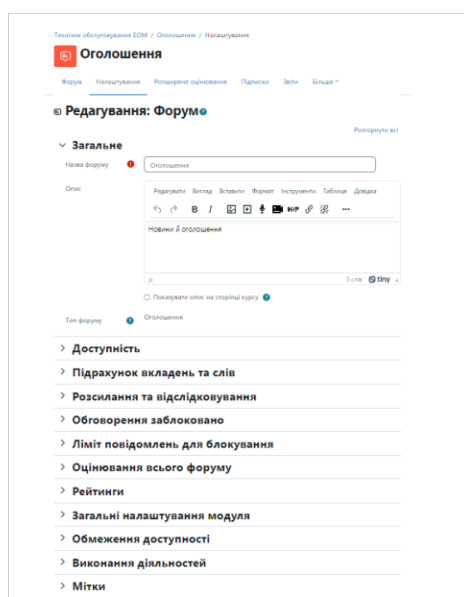 Технічне обслуговування ЕОМ / Оголошення / Налаштування
Оголошення
Форум Налаштування Розширене оцінювання Підписки Звіти Більше
Редагування: Форум
Розгорнути всі
Загальне
Назва форуму Оголошення
Опис
Редагувати Вигляд Вставити Формат Інструменти Таблиця Довідка
B I H-P
Новини й оголошення
p 3 слів tiny
Показувати опис на сторінці курсу
Тип форуму Оголошення
Доступність
Підрахунок вкладень та слів
Розсилання та відслідковування
Обговорення заблоковано
Ліміт повідомлень для блокування
Оцінювання всього форуму
Рейтинги
Загальні налаштування модуля
Обмеження доступності
Виконання діяльностей
Мітки